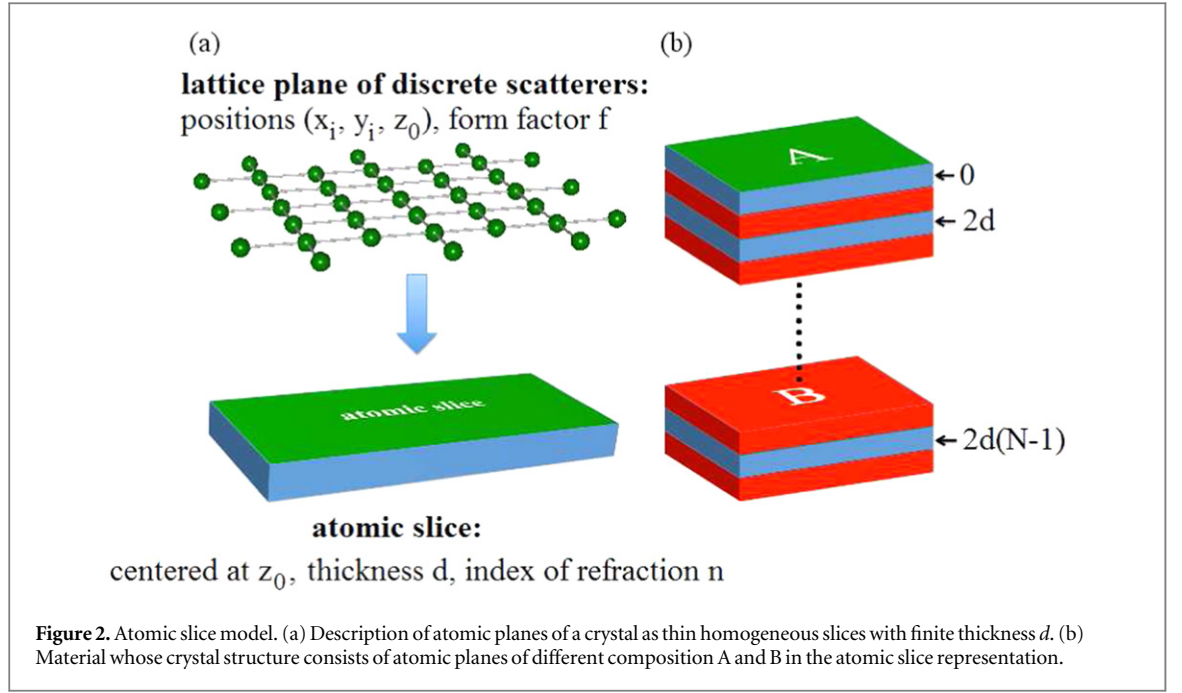 (a)
lattice plane of discrete scatterers:
positions (xi, yi, z0), form factor f
atomic slice
atomic slice:
centered at z0, thickness d, index of refraction n
(b)
A
0
2d
B
2d(N-1)
Figure 2. Atomic slice model. (a) Description of atomic planes of a crystal as thin homogeneous slices with finite thickness d. (b)
Material whose crystal structure consists of atomic planes of different composition A and B in the atomic slice representation.